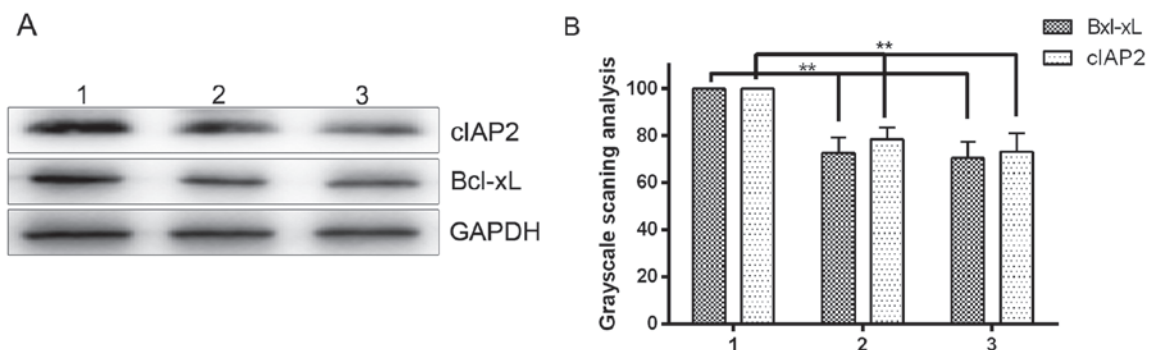 A
1 2 3
cIAP2
Bcl-xL
GAPDH
B
Bxl-xL
cIAP2
**
**
Grayscale scaning analysis
100
80
60
40
20
0
1 2 3